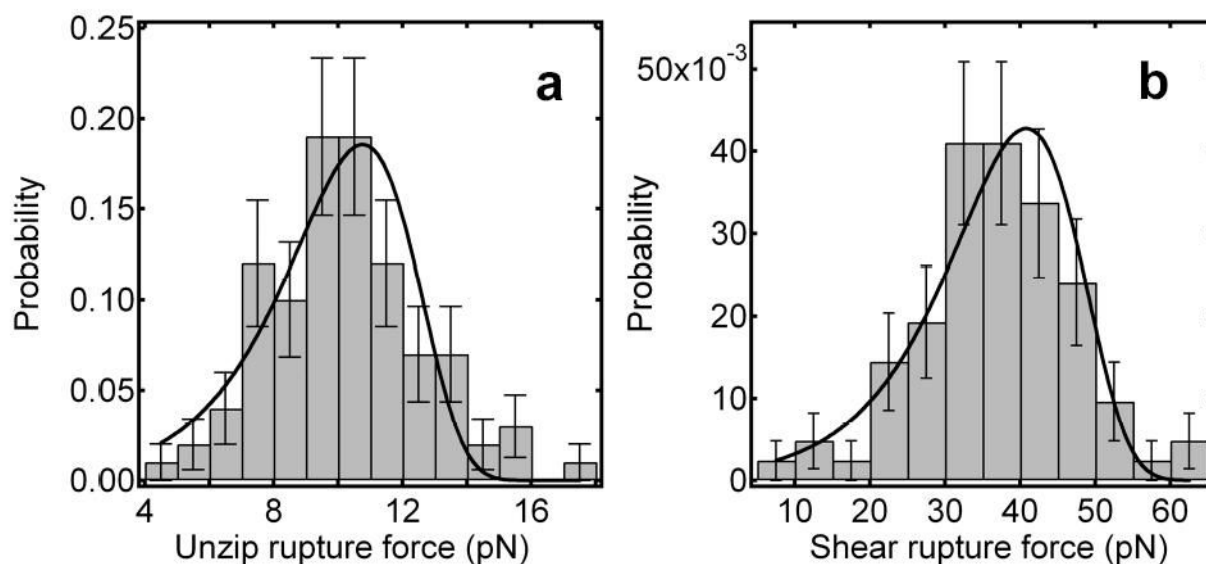 a
0.25
0.20
0.15
0.10
0.05
0.00
Probability
4 8 12 16
Unzip rupture force (pN)
b
50x10⁻³
40
30
20
10
0
Probability
10 20 30 40 50 60
Shear rupture force (pN)